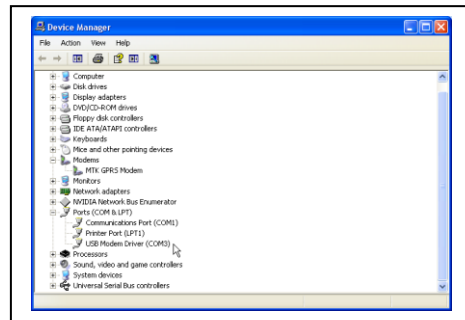 Device Manager
File Action View Help
Computer
Disk drives
Display adapters
DVD/CD-ROM drives
Floppy disk controllers
IDE ATA/ATAPI controllers
Keyboards
Mice and other pointing devices
Modems
MTK GPRS Modem
Monitors
Network adapters
NVIDIA Network Bus Enumerator
Ports (COM & LPT)
Communications Port (COM1)
Printer Port (LPT1)
USB Modem Driver (COM3)
Processors
Sound, video and game controllers
System devices
Universal Serial Bus controllers